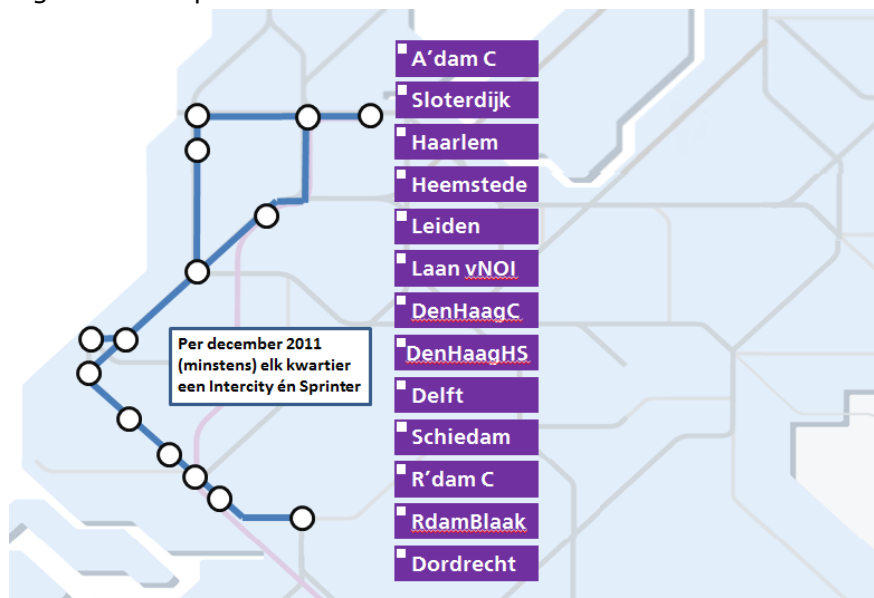 A'dam C
Sloterdijk
Haarlem
Heemstede
Leiden
Laan vNOI
DenHaagC
DenHaagHS
Delft
Schiedam
R'dam C
RdamBlaak
Dordrecht
Per december 2011
(minstens) elk kwartier
een Intercity én Sprinter